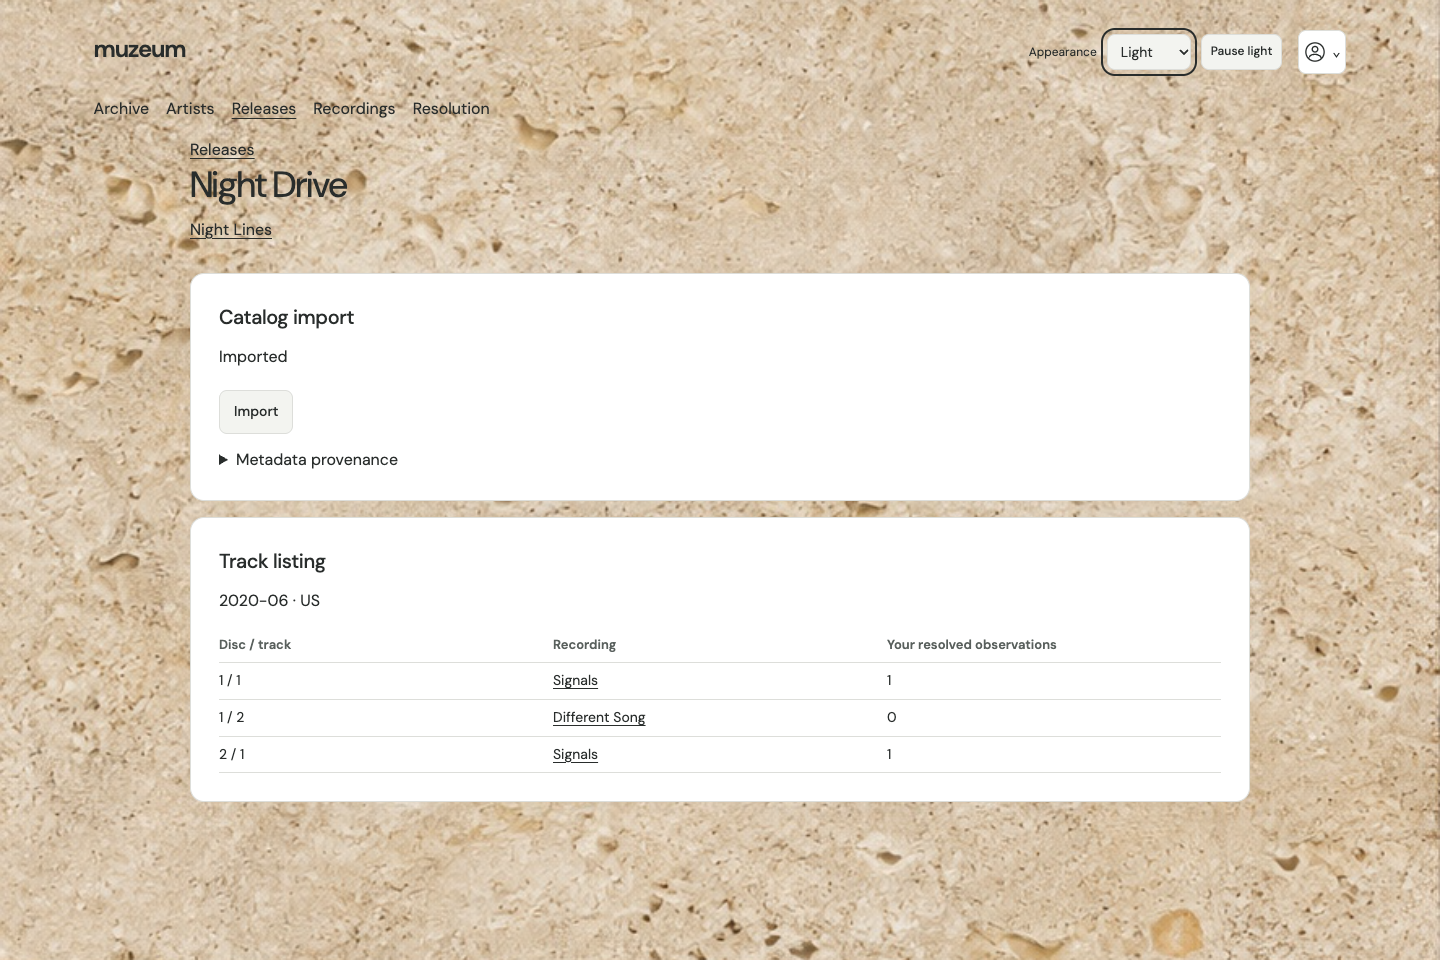 muzeum
Appearance Light Pause light
Archive Artists Releases Recordings Resolution
Releases
Night Drive
Night Lines
Catalog import
Imported
Import
Metadata provenance
Track listing
2020-06 · US
Disc / track Recording Your resolved observations
1 / 1 Signals 1
1 / 2 Different Song 0
2 / 1 Signals 1